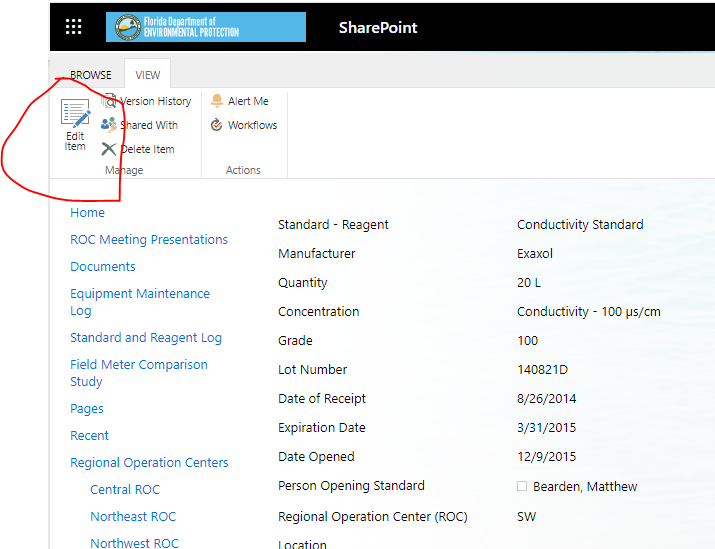 Florida Department of
ENVIRONMENTAL PROTECTION
SharePoint
BROWSE VIEW
Edit
Item
Version History
Shared With
Delete Item
Manage
Alert Me
Workflows
Actions
Home
ROC Meeting Presentations
Documents
Equipment Maintenance
Log
Standard and Reagent Log
Field Meter Comparison
Study
Pages
Recent
Regional Operation Centers
Central ROC
Northeast ROC
Northwest ROC
Standard - Reagent Conductivity Standard
Manufacturer Exaxol
Quantity 20 L
Concentration Conductivity - 100 µs/cm
Grade 100
Lot Number 140821D
Date of Receipt 8/26/2014
Expiration Date 3/31/2015
Date Opened 12/9/2015
Person Opening Standard Bearden, Matthew
Regional Operation Center (ROC) SW
Location